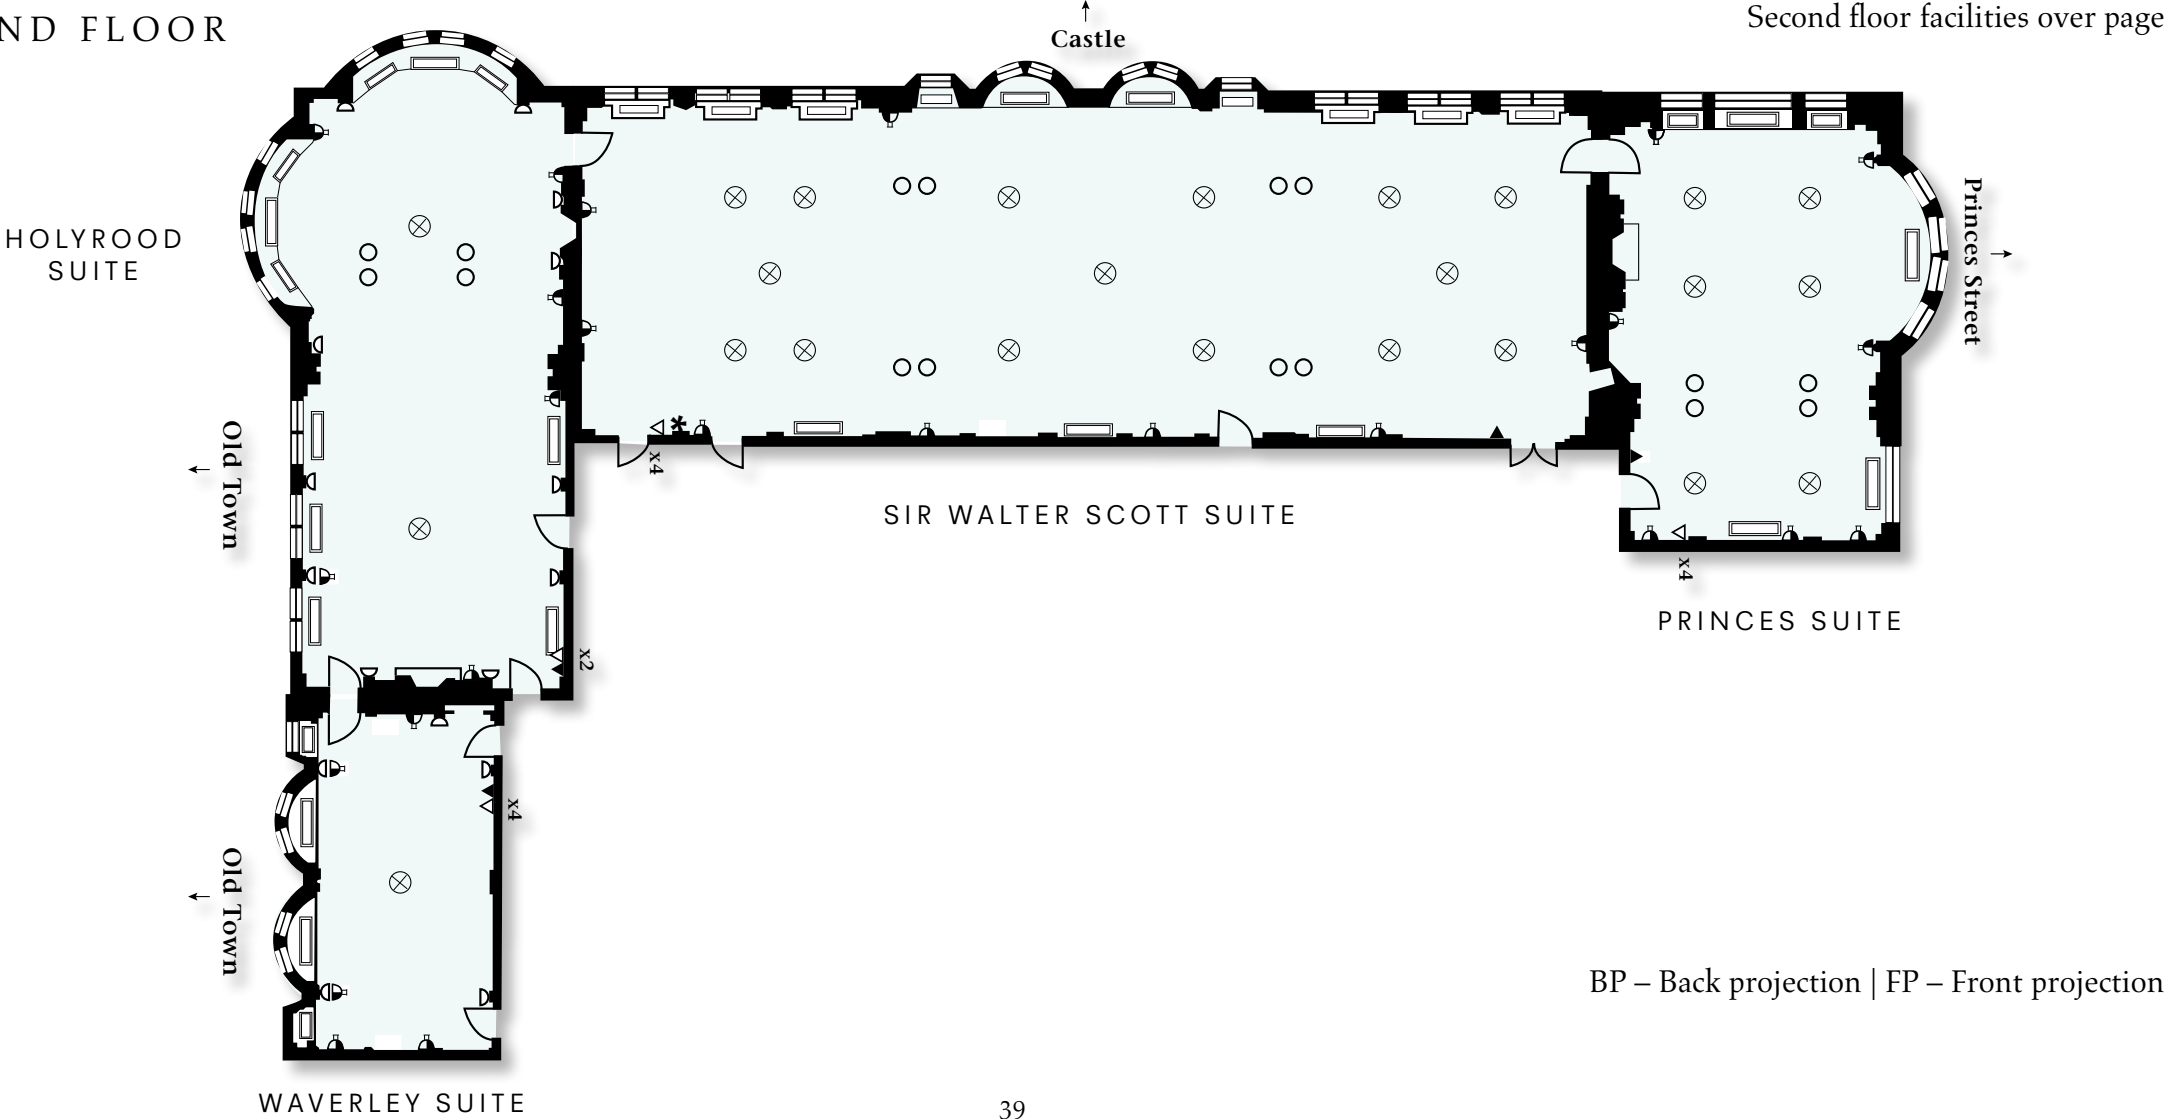 ND FLOOR
Second floor facilities over page
Castle
HOLYROOD
SUITE
Princes Street
Old Town
x4
SIR WALTER SCOTT SUITE
x4
PRINCES SUITE
x2
x4
Old Town
BP – Back projection | FP – Front projection
WAVERLEY SUITE
39